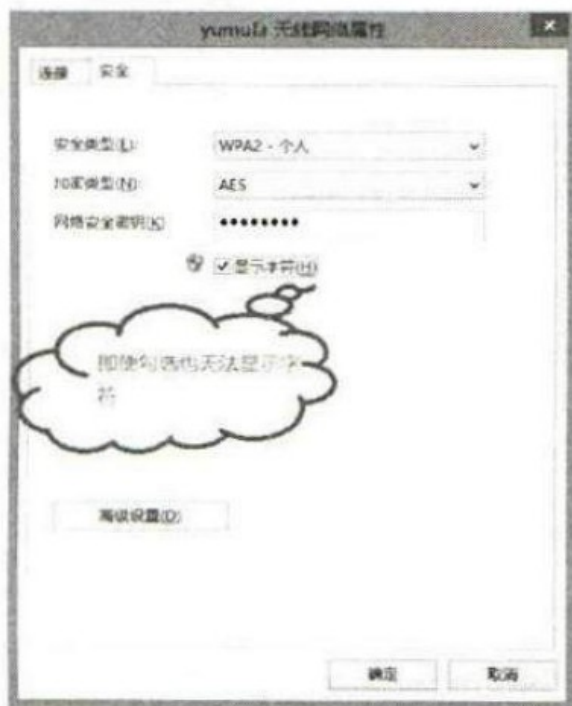 yumula 无线网络属性
连接 安全
安全类型(L): WPA2 - 个人
加密类型(N): AES
网络安全密钥(K) ••••••••
显示字符(H)
即使勾选也无法显示字
符
高级设置(D)
确定 取消